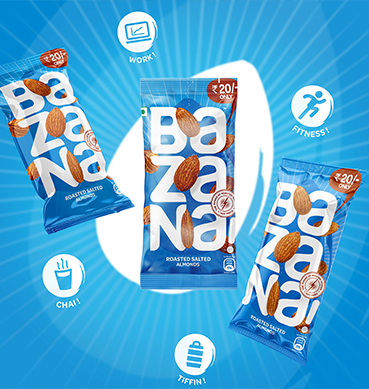 WORK!
₹20/-
ONLY
Ba
Za
Na!
ROASTED SALTED
ALMONDS
₹20/-
ONLY
Ba
Za
Na!
ROASTED SALTED
ALMONDS
FITNESS!
₹20/-
ONLY
Ba
Za
Na!
ROASTED SALTED
ALMONDS
CHAI!
TIFFIN!